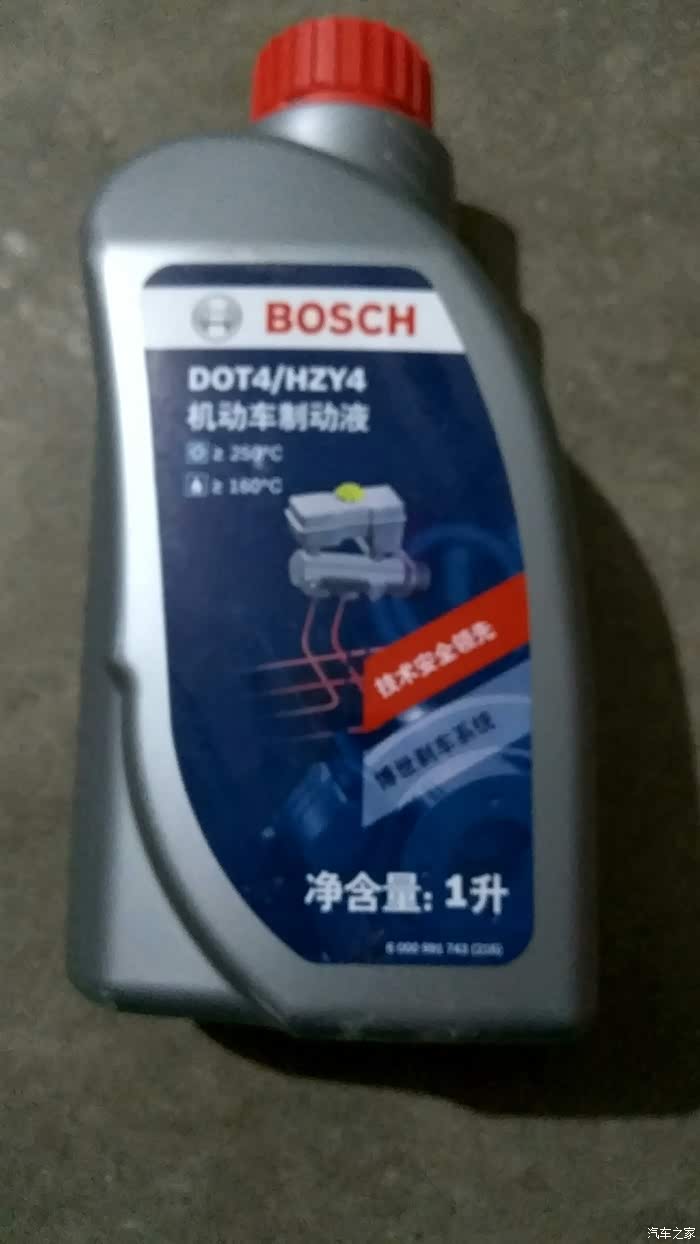 BOSCH
DOT4/HZY4
机动车制动液
≥ 250°C
≥ 160°C
技术安全领先
博世刹车系统
净含量: 1升
汽车之家